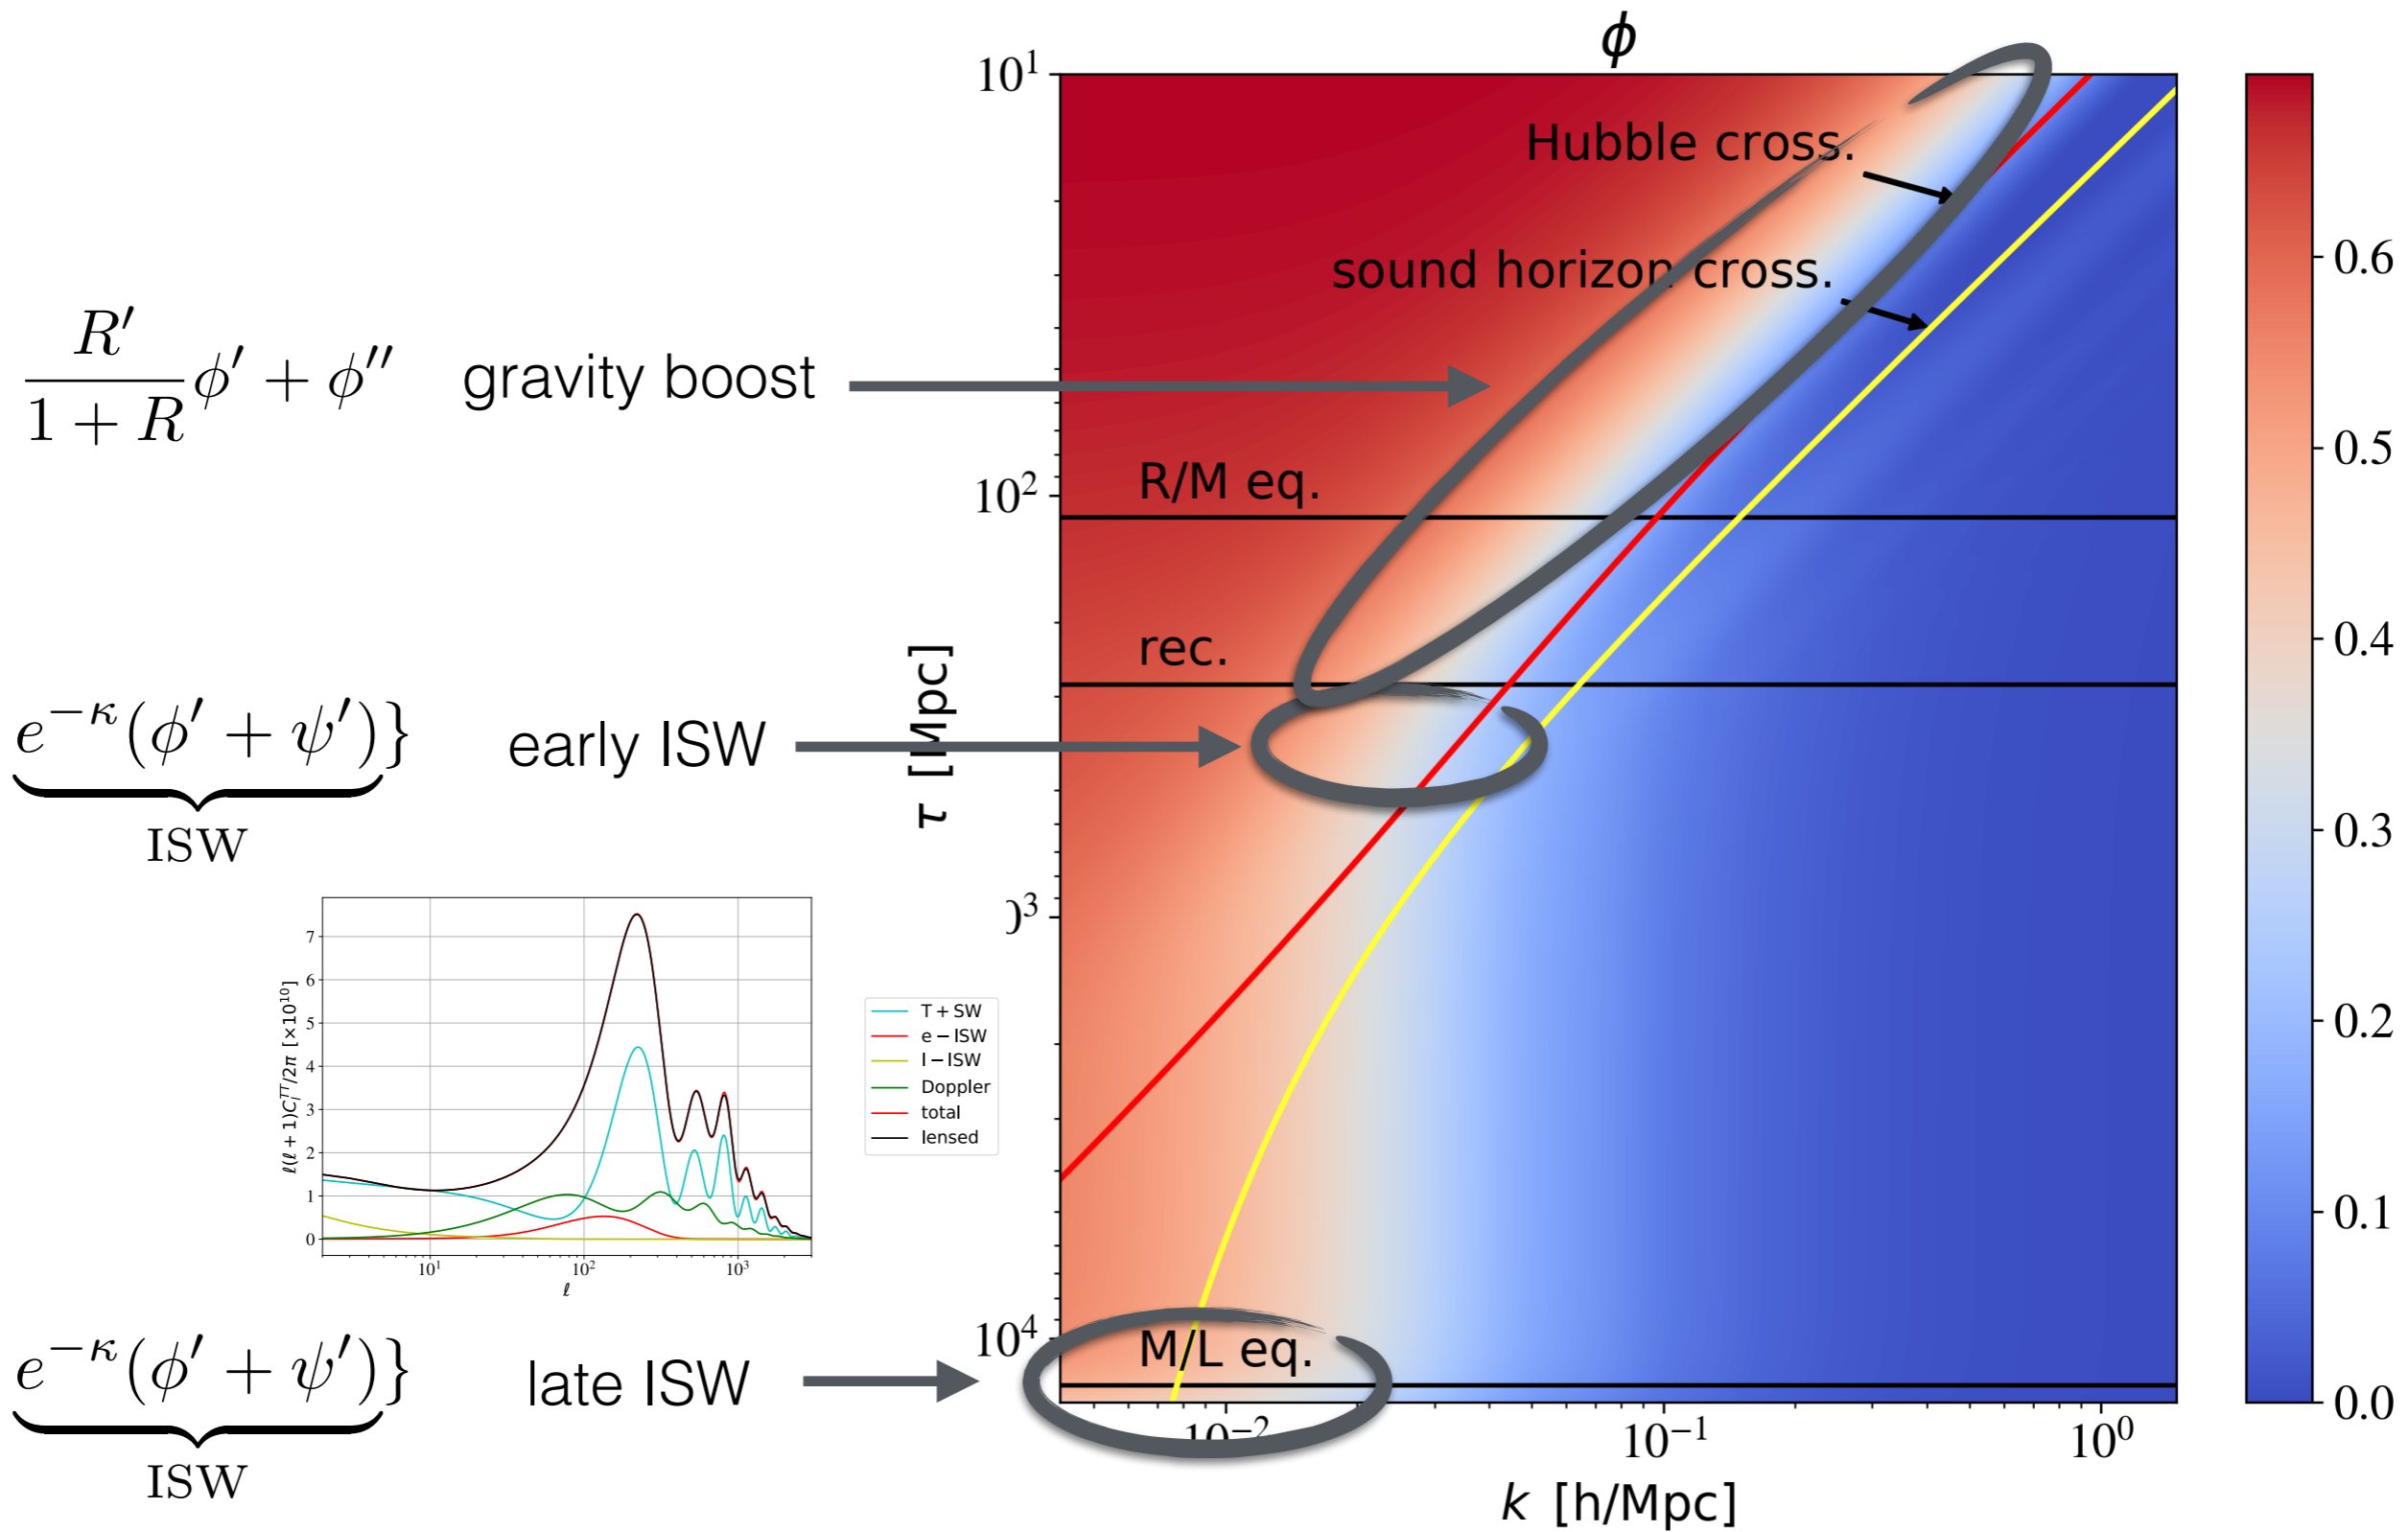 ϕ
10¹
Hubble cross.
sound horizon cross.
R′/(1 + R) ϕ′ + ϕ′′ gravity boost
R/M eq.
10²
rec.
τ [Mpc]
e^{−κ}(ϕ′ + ψ′)} early ISW
ISW
)³
ℓ(ℓ + 1)C_l^{TT}/2π [×10¹⁰]
7
6
5
4
3
2
1
0
10¹ 10² 10³
ℓ
T + SW
e − ISW
l − ISW
Doppler
total
lensed
10⁴
M/L eq.
e^{−κ}(ϕ′ + ψ′)} late ISW
ISW
10⁻² 10⁻¹ 10⁰
k [h/Mpc]
0.6
0.5
0.4
0.3
0.2
0.1
0.0